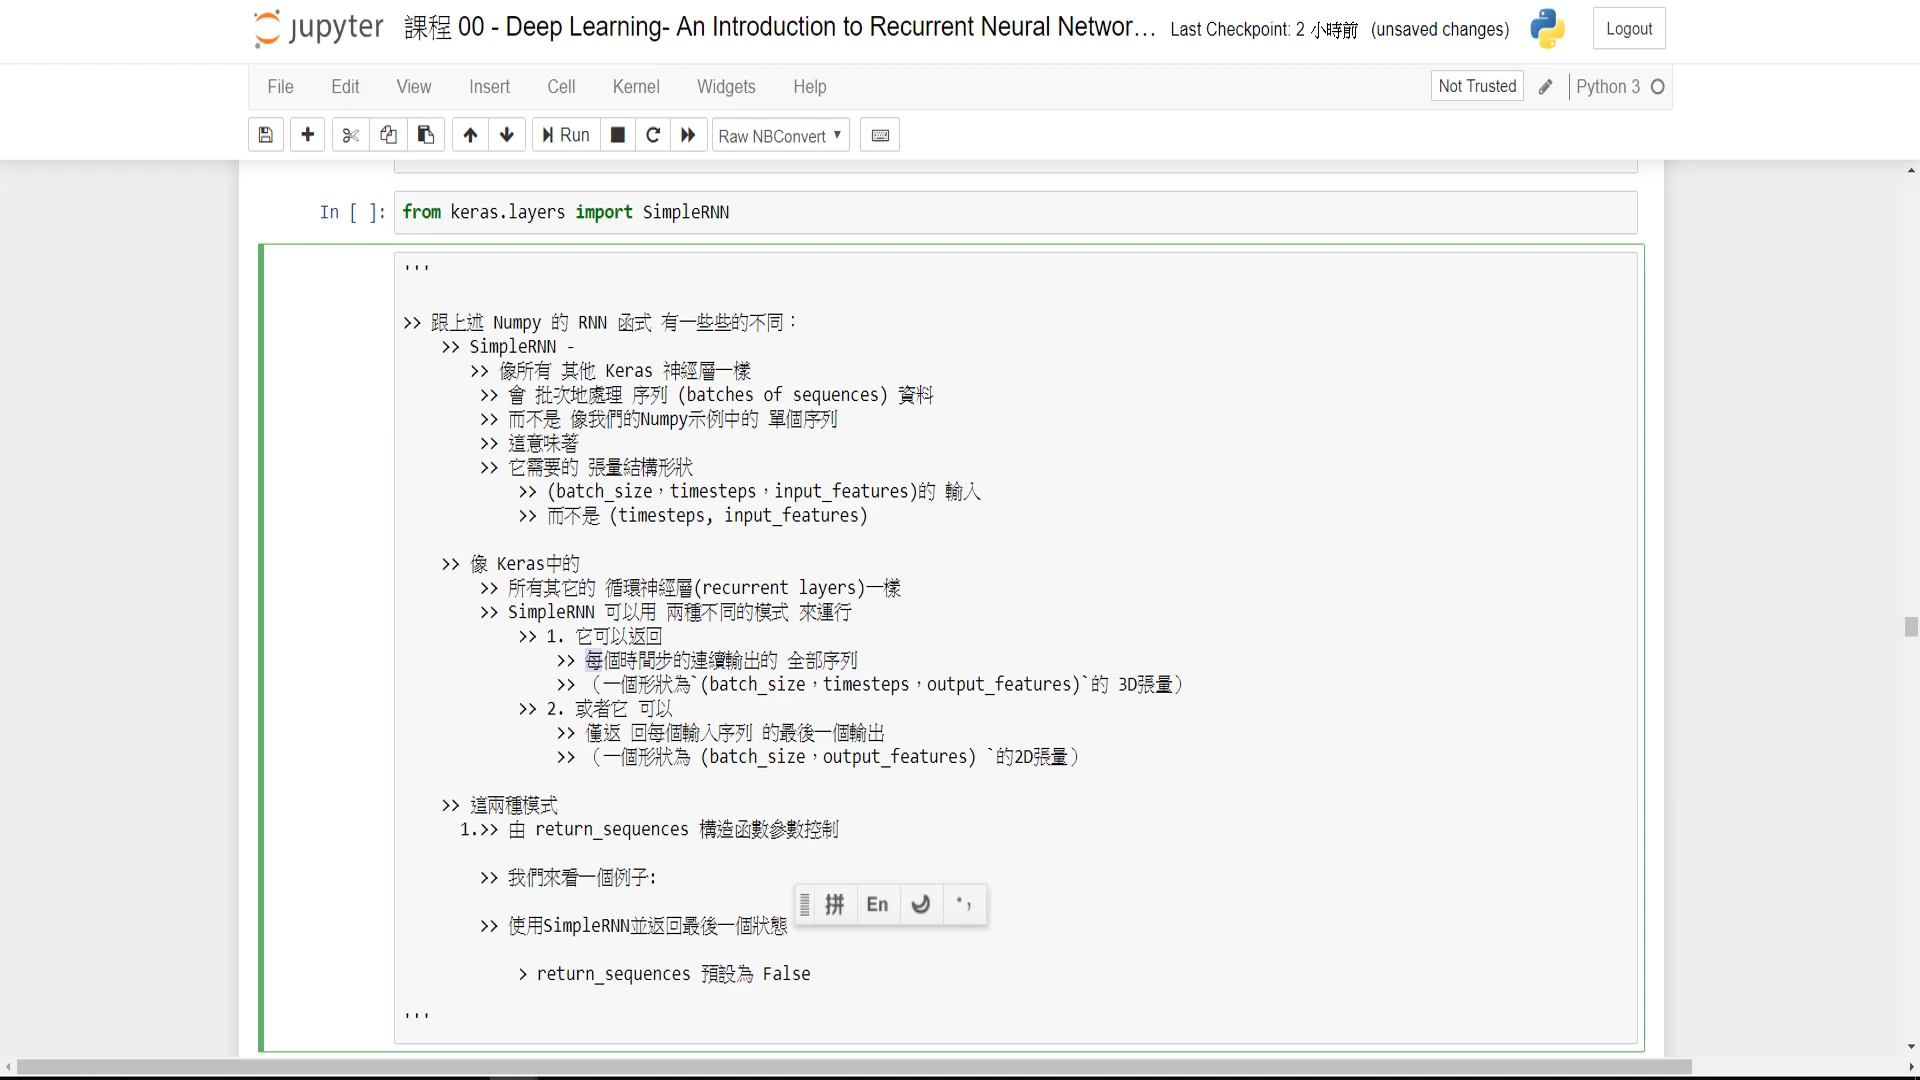 jupyter 課程 00 - Deep Learning- An Introduction to Recurrent Neural Networ… Last Checkpoint: 2 小時前 (unsaved changes) Logout
File Edit View Insert Cell Kernel Widgets Help Not Trusted Python 3
Run Raw NBConvert
In [ ]: from keras.layers import SimpleRNN
'''
>> 跟上述 Numpy 的 RNN 函式 有一些些的不同：
>> SimpleRNN -
>> 像所有 其他 Keras 神經層一樣
>> 會 批次地處理 序列 (batches of sequences) 資料
>> 而不是 像我們的Numpy示例中的 單個序列
>> 這意味著
>> 它需要的 張量結構形狀
>> (batch_size，timesteps，input_features)的 輸入
>> 而不是 (timesteps, input_features)
>> 像 Keras中的
>> 所有其它的 循環神經層(recurrent layers)一樣
>> SimpleRNN 可以用 兩種不同的模式 來運行
>> 1. 它可以返回
>> 每個時間步的連續輸出的 全部序列
>> （一個形狀為`(batch_size，timesteps，output_features)`的 3D張量）
>> 2. 或者它 可以
>> 僅返 回每個輸入序列 的最後一個輸出
>> （一個形狀為 (batch_size，output_features) `的2D張量）
>> 這兩種模式
1.>> 由 return_sequences 構造函數參數控制
>> 我們來看一個例子:
拼 En
>> 使用SimpleRNN並返回最後一個狀態
> return_sequences 預設為 False
'''